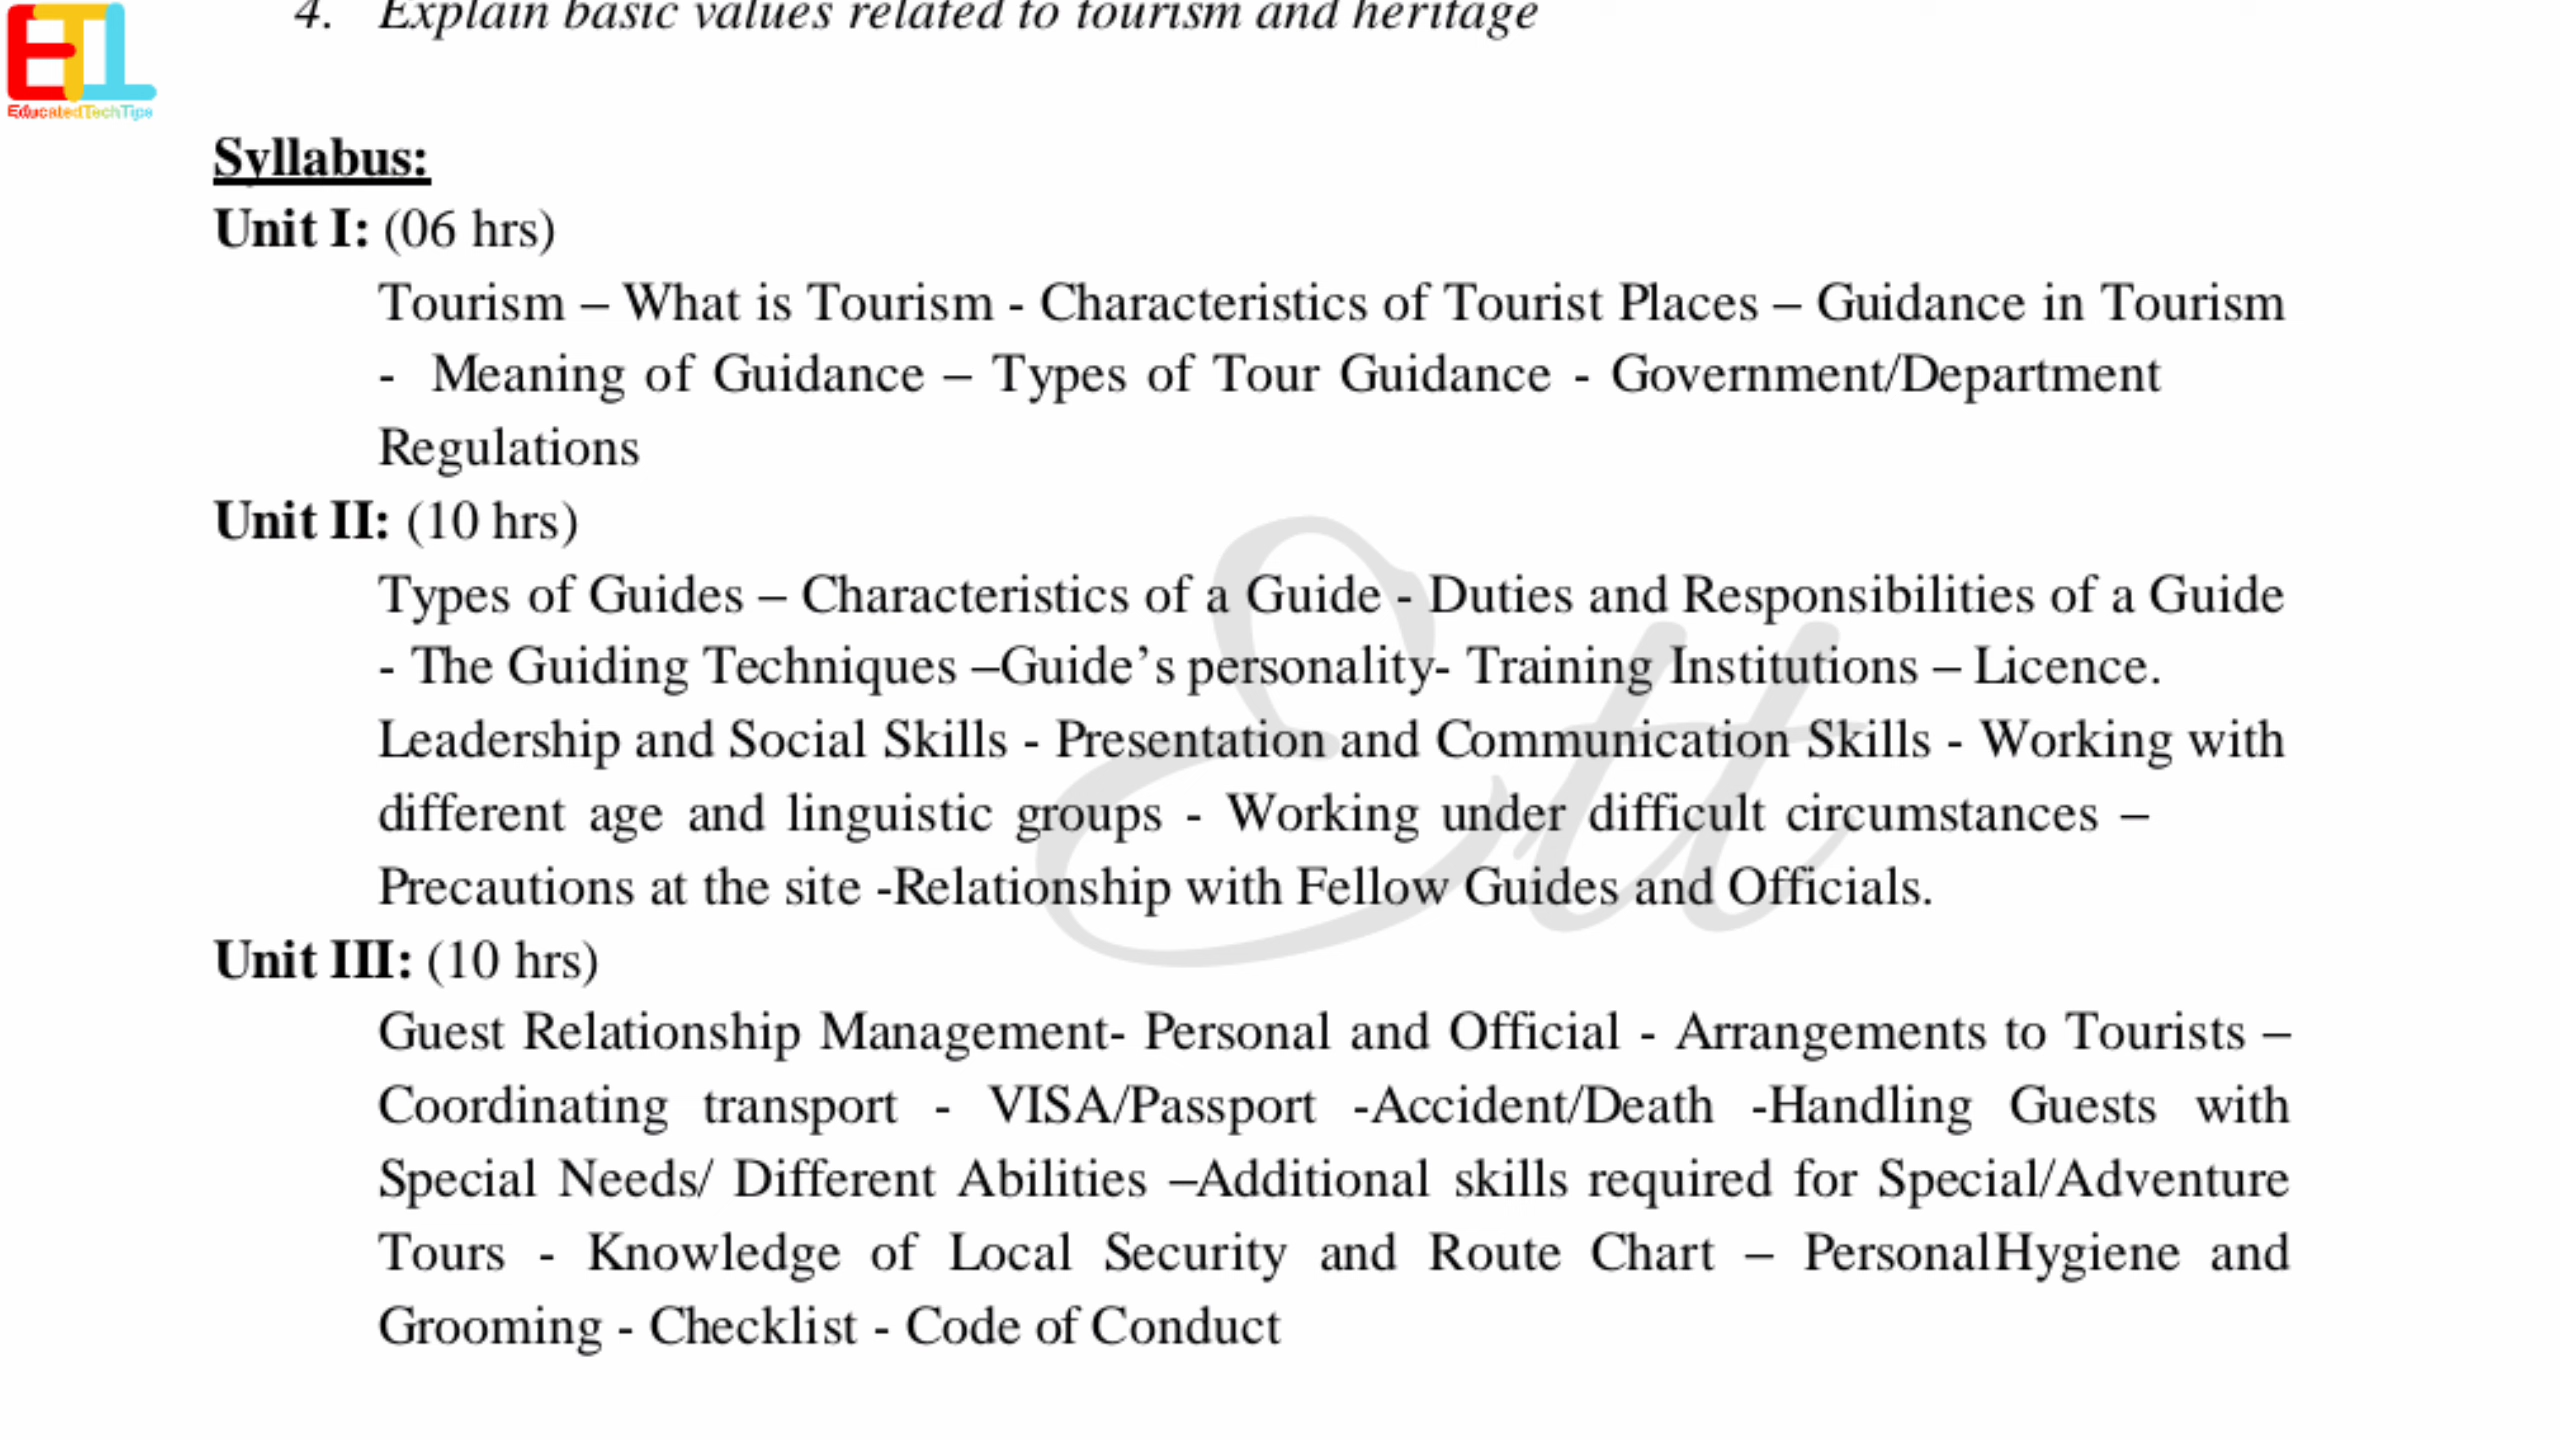 4. Explain basic values related to tourism and heritage
ETT
EducatedTechTips
Syllabus:
Unit I: (06 hrs)
Tourism – What is Tourism - Characteristics of Tourist Places – Guidance in Tourism
- Meaning of Guidance – Types of Tour Guidance - Government/Department
Regulations
Unit II: (10 hrs)
Types of Guides – Characteristics of a Guide - Duties and Responsibilities of a Guide
- The Guiding Techniques –Guide’s personality- Training Institutions – Licence.
Leadership and Social Skills - Presentation and Communication Skills - Working with
different age and linguistic groups - Working under difficult circumstances –
Precautions at the site -Relationship with Fellow Guides and Officials.
Ett
Unit III: (10 hrs)
Guest Relationship Management- Personal and Official - Arrangements to Tourists –
Coordinating transport - VISA/Passport -Accident/Death -Handling Guests with
Special Needs/ Different Abilities –Additional skills required for Special/Adventure
Tours - Knowledge of Local Security and Route Chart – PersonalHygiene and
Grooming - Checklist - Code of Conduct